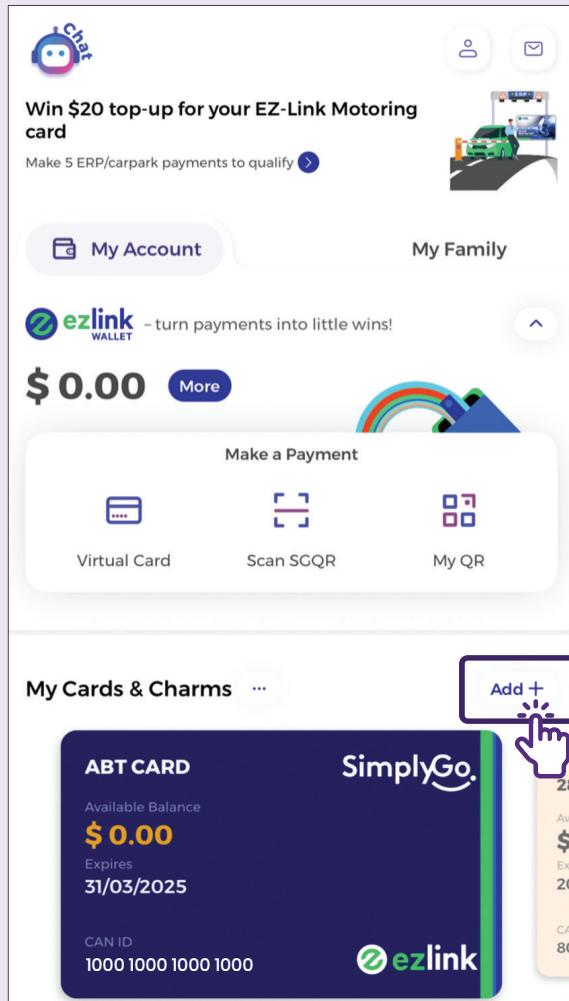 Chat
Win $20 top-up for your EZ-Link Motoring
card
Make 5 ERP/carpark payments to qualify
My Account
My Family
ezlink
WALLET
– turn payments into little wins!
$ 0.00
More
Make a Payment
Virtual Card
Scan SGQR
My QR
My Cards & Charms
...
Add +
ABT CARD
SimplyGo.
Available Balance
$ 0.00
Expires
31/03/2025
CAN ID
1000 1000 1000 1000
ezlink